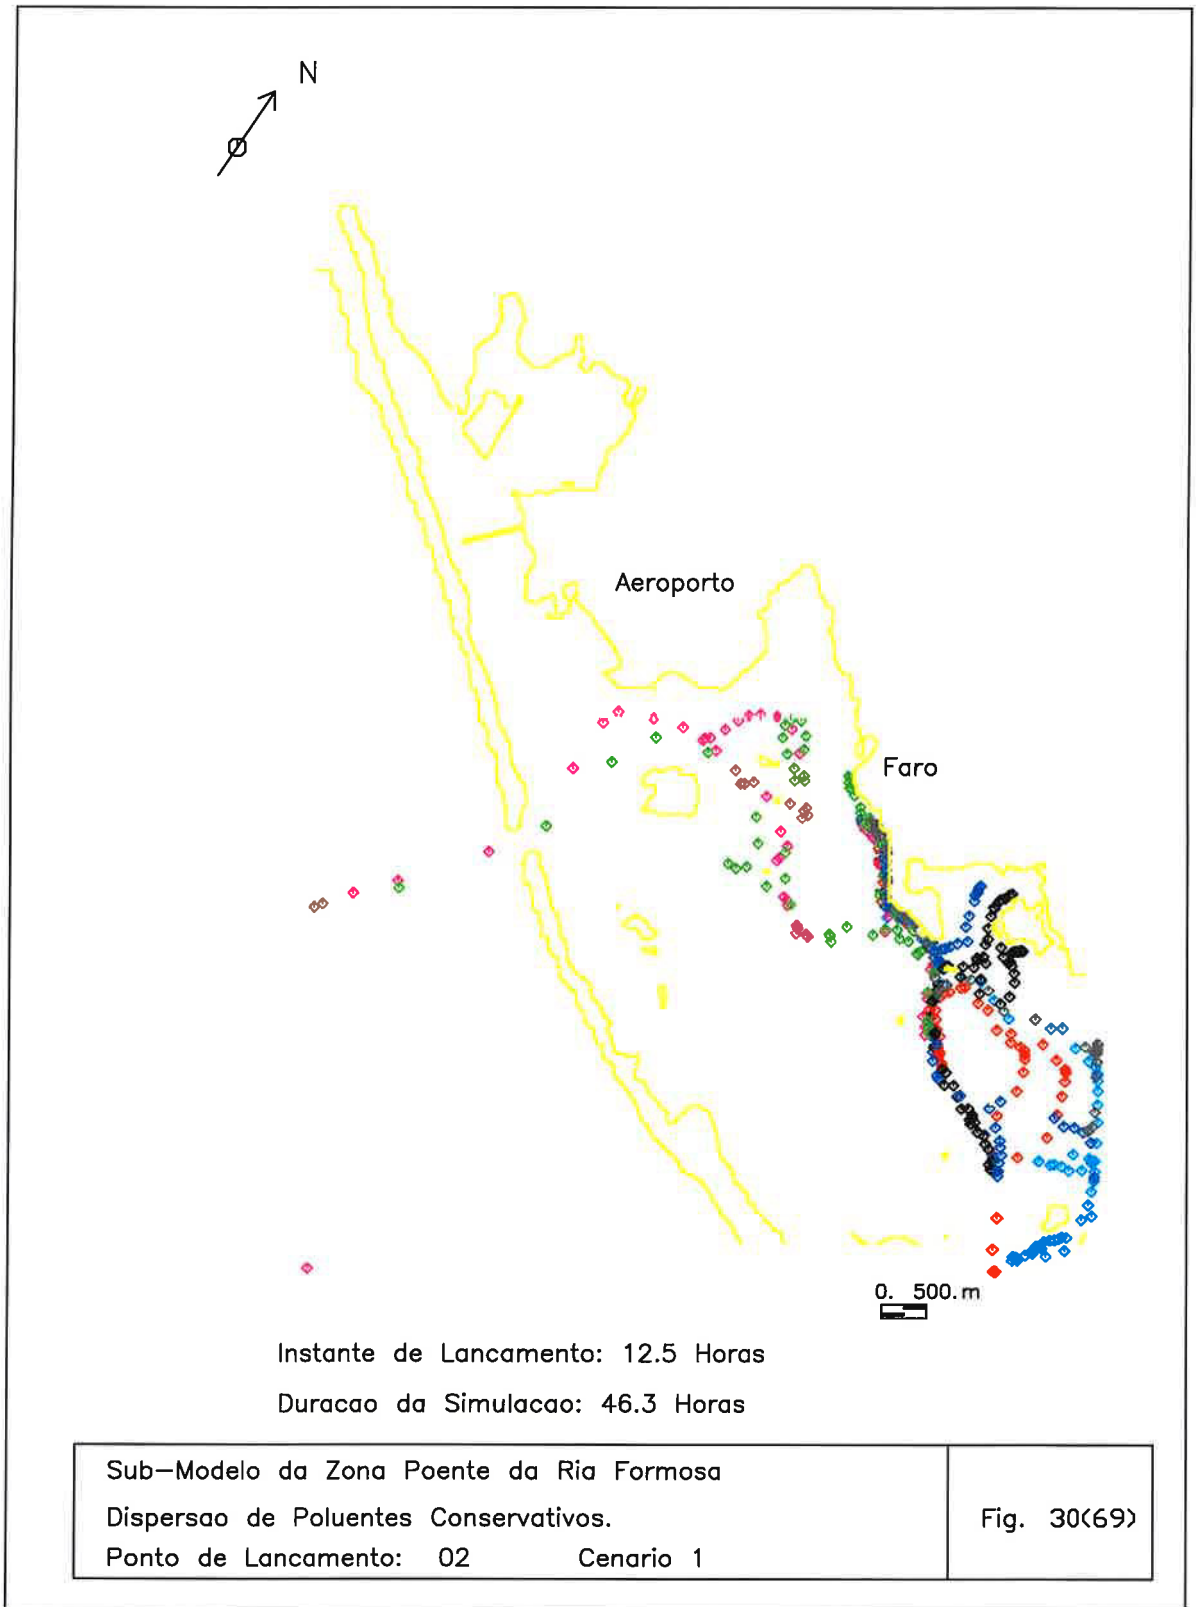 N
Aeroporto
Faro
0. 500.m
Instante de Lancamento: 12.5 Horas
Duracao da Simulacao: 46.3 Horas
Sub-Modelo da Zona Poente da Ria Formosa
Dispersao de Poluentes Conservativos.
Ponto de Lancamento: 02 Cenario 1
Fig. 30(69)